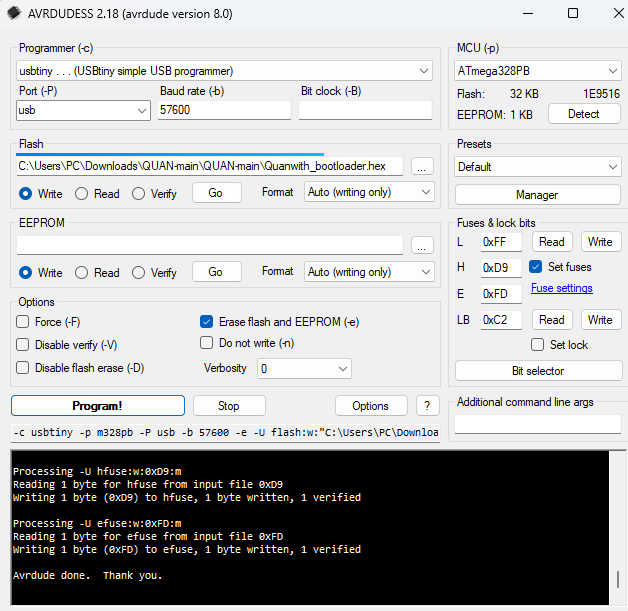 AVRDUDESS 2.18 (avrdude version 8.0)
Programmer (-c)
usbtiny . . . (USBtiny simple USB programmer)
Port (-P)
Baud rate (-b)
Bit clock (-B)
usb
57600
MCU (-p)
ATmega328PB
Flash:
32 KB
1E9516
EEPROM:
1 KB
Detect
Flash
C:\Users\PC\Downloads\QUAN-main\QUAN-main\Quanwith_bootloader.hex
...
Write
Read
Verify
Go
Format
Auto (writing only)
Presets
Default
Manager
EEPROM
...
Write
Read
Verify
Go
Format
Auto (writing only)
Fuses & lock bits
L
0xFF
Read
Write
H
0xD9
Set fuses
E
0xFD
Fuse settings
LB
0xC2
Read
Write
Set lock
Bit selector
Options
Force (-F)
Erase flash and EEPROM (-e)
Disable verify (-V)
Do not write (-n)
Disable flash erase (-D)
Verbosity
0
Program!
Stop
Options
?
Additional command line args
-c usbtiny -p m328pb -P usb -b 57600 -e -U flash:w:"C:\Users\PC\Downloa
Processing -U hfuse:w:0xD9:m
Reading 1 byte for hfuse from input file 0xD9
Writing 1 byte (0xD9) to hfuse, 1 byte written, 1 verified
Processing -U efuse:w:0xFD:m
Reading 1 byte for efuse from input file 0xFD
Writing 1 byte (0xFD) to efuse, 1 byte written, 1 verified
Avrdude done.  Thank you.